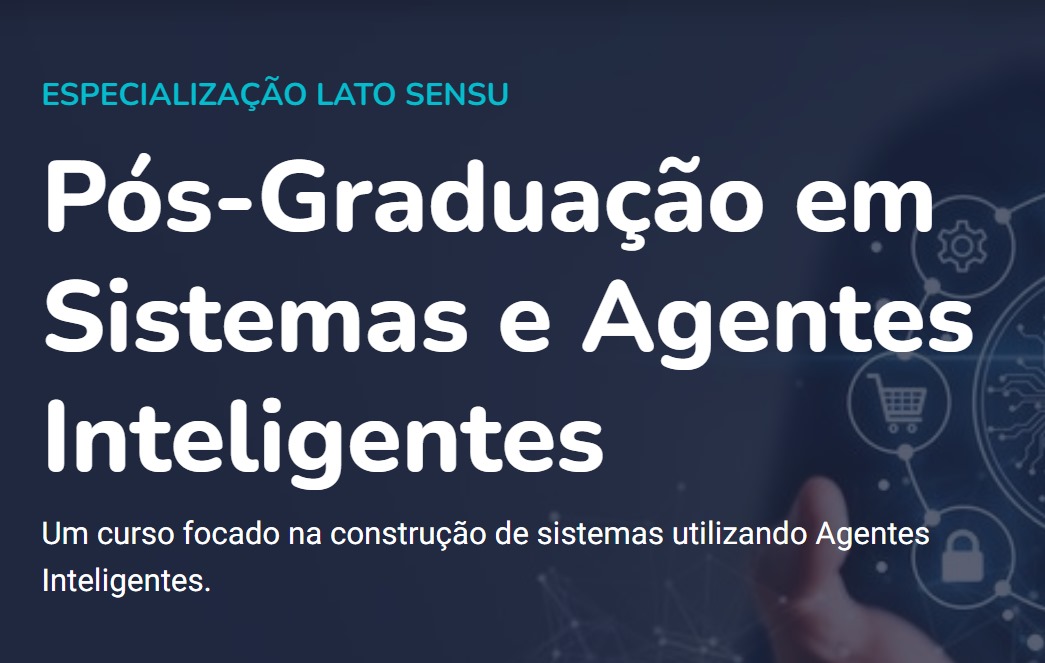 ESPECIALIZAÇÃO LATO SENSU
Pós-Graduação em
Sistemas e Agentes
Inteligentes
Um curso focado na construção de sistemas utilizando Agentes
Inteligentes.